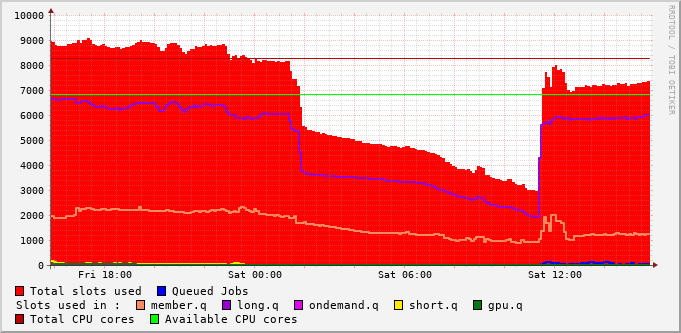 10000
9000
8000
7000
6000
5000
4000
3000
2000
1000
0
Fri 18:00 Sat 00:00 Sat 06:00 Sat 12:00
RRDTOOL / TOBI OETIKER
Total slots used Queued Jobs
Slots used in : member.q long.q ondemand.q short.q gpu.q
Total CPU cores Available CPU cores